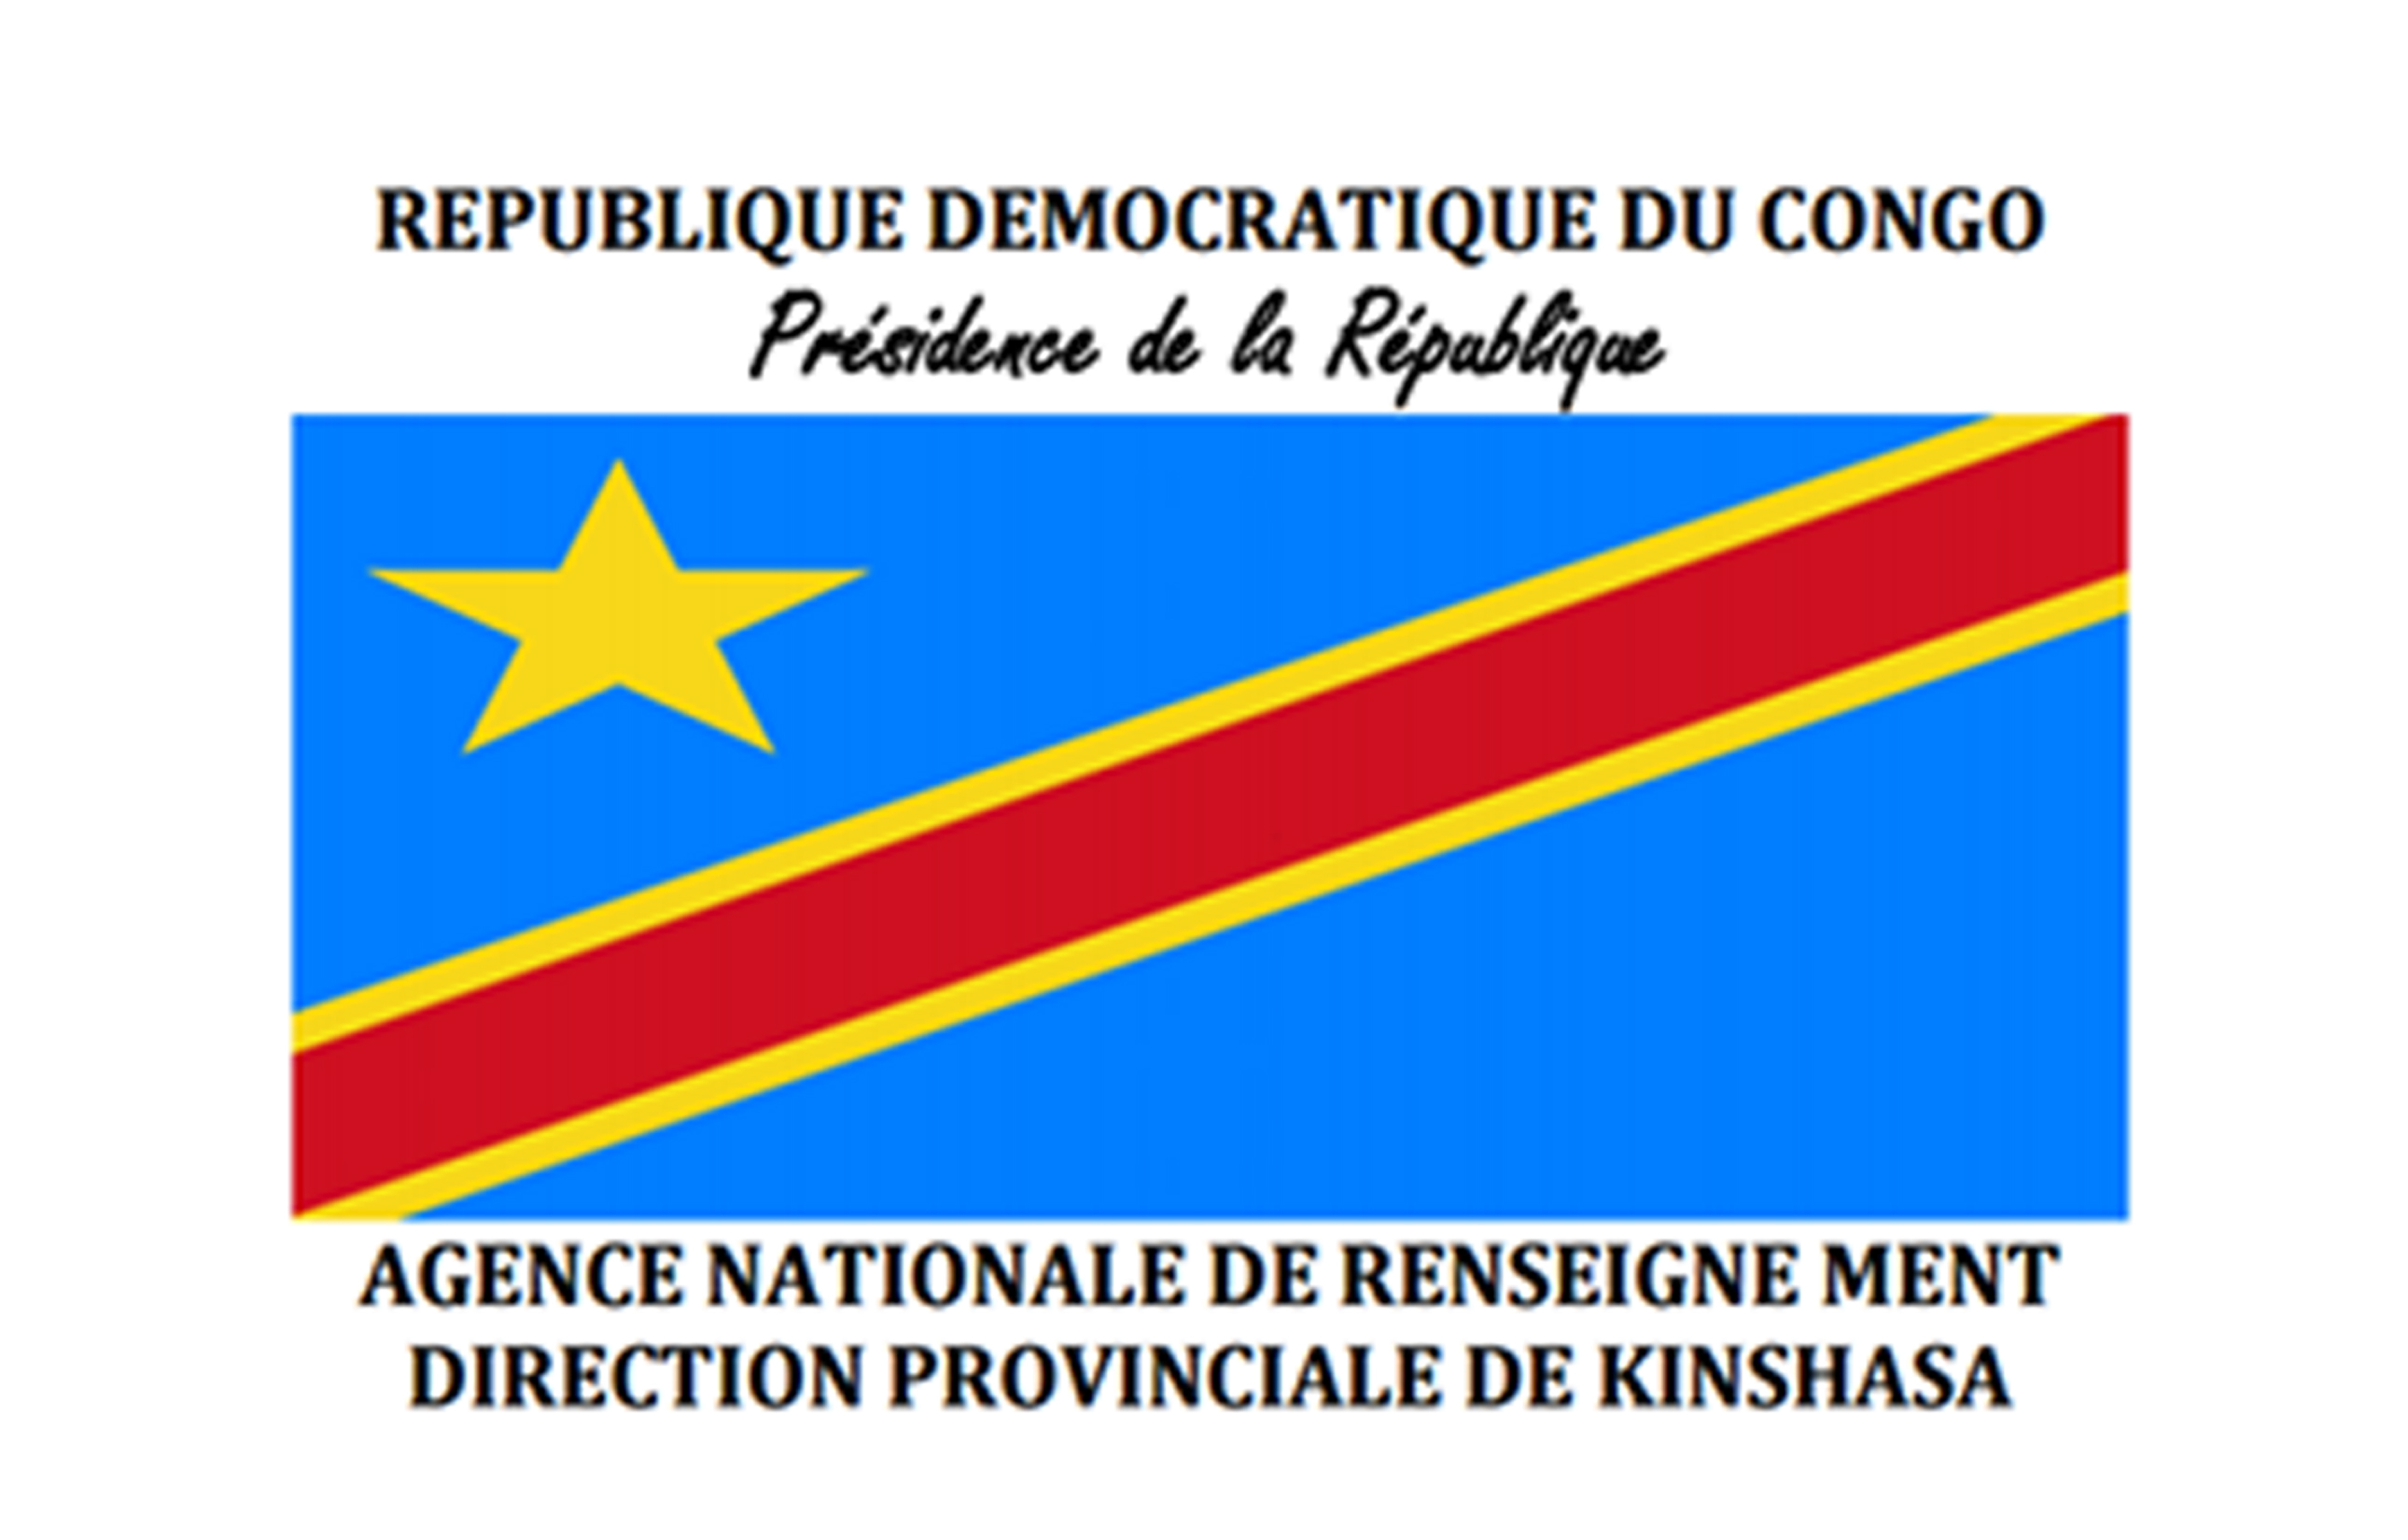 REPUBLIQUE DEMOCRATIQUE DU CONGO
Présidence de la République
AGENCE NATIONALE DE RENSEIGNE MENT
DIRECTION PROVINCIALE DE KINSHASA